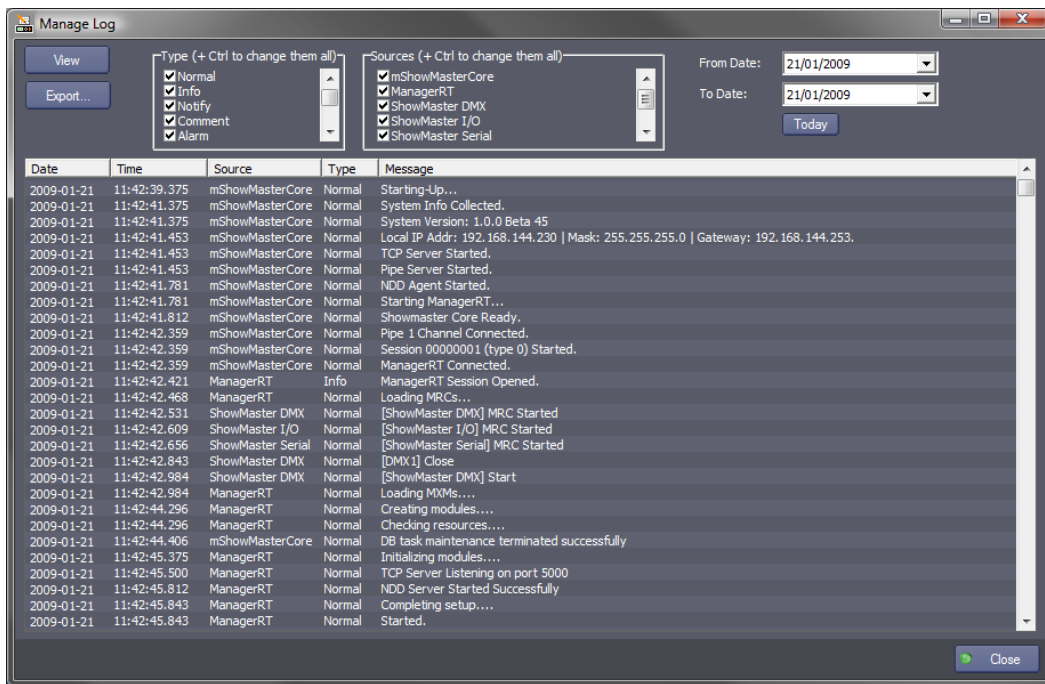 Manage Log
View
Export...
Type (+ Ctrl to change them all)
Normal
Info
Notify
Comment
Alarm
Sources (+ Ctrl to change them all)
mShowMasterCore
ManagerRT
ShowMaster DMX
ShowMaster I/O
ShowMaster Serial
From Date: 21/01/2009
To Date: 21/01/2009
Today
Date Time Source Type Message
2009-01-21 11:42:39.375 mShowMasterCore Normal Starting-Up...
2009-01-21 11:42:41.375 mShowMasterCore Normal System Info Collected.
2009-01-21 11:42:41.375 mShowMasterCore Normal System Version: 1.0.0 Beta 45
2009-01-21 11:42:41.453 mShowMasterCore Normal Local IP Addr: 192.168.144.230 | Mask: 255.255.255.0 | Gateway: 192.168.144.253.
2009-01-21 11:42:41.453 mShowMasterCore Normal TCP Server Started.
2009-01-21 11:42:41.453 mShowMasterCore Normal Pipe Server Started.
2009-01-21 11:42:41.781 mShowMasterCore Normal NDD Agent Started.
2009-01-21 11:42:41.781 mShowMasterCore Normal Starting ManagerRT...
2009-01-21 11:42:41.812 mShowMasterCore Normal Showmaster Core Ready.
2009-01-21 11:42:42.359 mShowMasterCore Normal Pipe 1 Channel Connected.
2009-01-21 11:42:42.359 mShowMasterCore Normal Session 00000001 (type 0) Started.
2009-01-21 11:42:42.359 mShowMasterCore Normal ManagerRT Connected.
2009-01-21 11:42:42.421 ManagerRT Info ManagerRT Session Opened.
2009-01-21 11:42:42.468 ManagerRT Normal Loading MRCs...
2009-01-21 11:42:42.531 ShowMaster DMX Normal [ShowMaster DMX] MRC Started
2009-01-21 11:42:42.609 ShowMaster I/O Normal [ShowMaster I/O] MRC Started
2009-01-21 11:42:42.656 ShowMaster Serial Normal [ShowMaster Serial] MRC Started
2009-01-21 11:42:42.843 ShowMaster DMX Normal [DMX1] Close
2009-01-21 11:42:42.984 ShowMaster DMX Normal [ShowMaster DMX] Start
2009-01-21 11:42:42.984 ManagerRT Normal Loading MXMs....
2009-01-21 11:42:44.296 ManagerRT Normal Creating modules....
2009-01-21 11:42:44.296 ManagerRT Normal Checking resources....
2009-01-21 11:42:44.406 mShowMasterCore Normal DB task maintenance terminated successfully
2009-01-21 11:42:45.375 ManagerRT Normal Initializing modules....
2009-01-21 11:42:45.500 ManagerRT Normal TCP Server Listening on port 5000
2009-01-21 11:42:45.812 ManagerRT Normal NDD Server Started Successfully
2009-01-21 11:42:45.843 ManagerRT Normal Completing setup....
2009-01-21 11:42:45.843 ManagerRT Normal Started.
Close